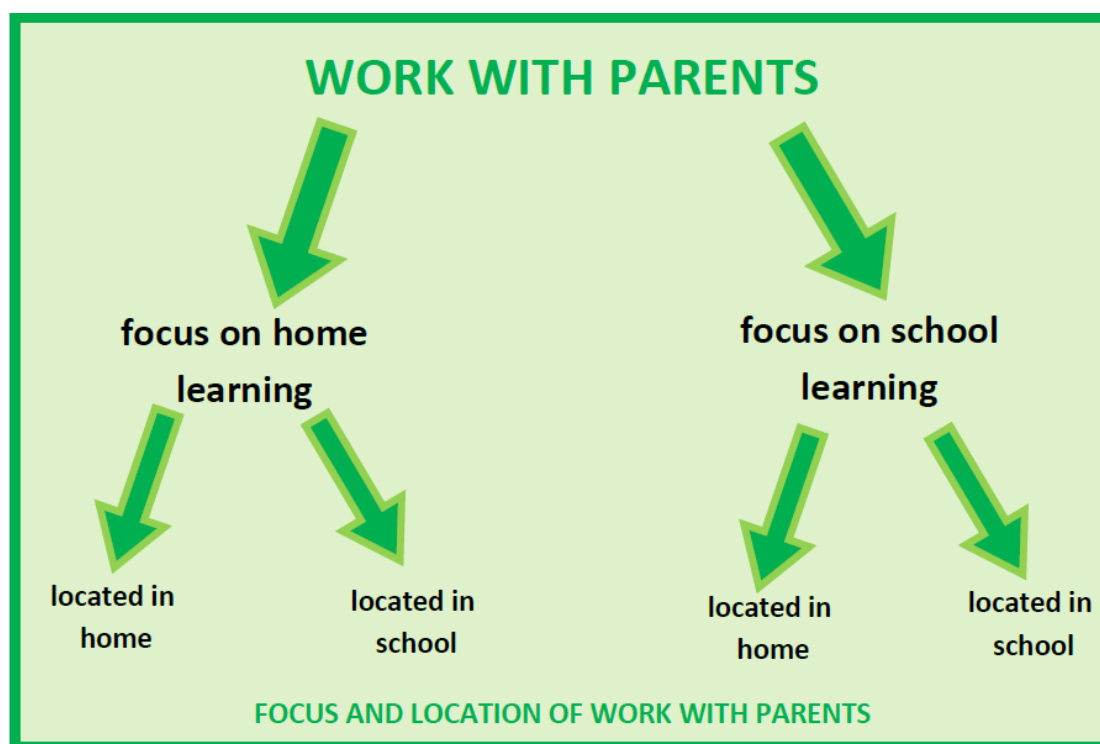 WORK WITH PARENTS
focus on home
learning
focus on school
learning
located in
home
located in
school
located in
home
located in
school
FOCUS AND LOCATION OF WORK WITH PARENTS